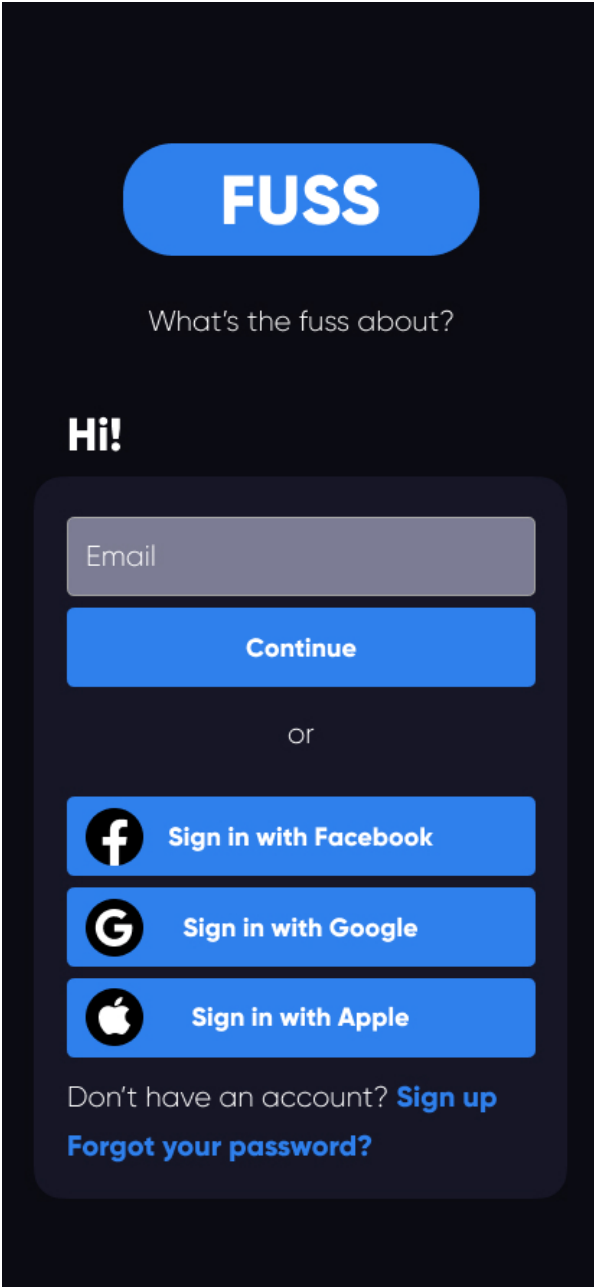 FUSS
What's the fuss about?
Hi!
Email
Continue
or
Sign in with Facebook
Sign in with Google
Sign in with Apple
Don't have an account? Sign up
Forgot your password?